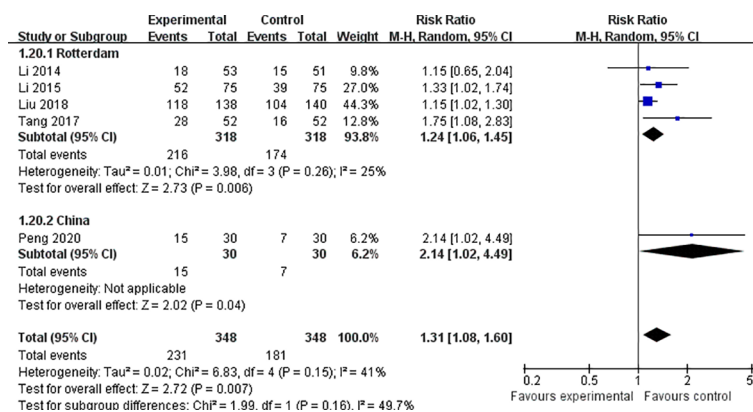 Experimental Control Risk Ratio Risk Ratio
Study or Subgroup Events Total Events Total Weight M-H, Random, 95% CI M-H, Random, 95% CI
1.20.1 Rotterdam
Li 2014 18 53 15 51 9.8% 1.15 [0.65, 2.04]
Li 2015 52 75 39 75 27.0% 1.33 [1.02, 1.74]
Liu 2018 118 138 104 140 44.3% 1.15 [1.02, 1.30]
Tang 2017 28 52 16 52 12.8% 1.75 [1.08, 2.83]
Subtotal (95% CI) 318 318 93.8% 1.24 [1.06, 1.45]
Total events 216 174
Heterogeneity: Tau² = 0.01; Chi² = 3.98, df = 3 (P = 0.26); I² = 25%
Test for overall effect: Z = 2.73 (P = 0.006)
1.20.2 China
Peng 2020 15 30 7 30 6.2% 2.14 [1.02, 4.49]
Subtotal (95% CI) 30 30 6.2% 2.14 [1.02, 4.49]
Total events 15 7
Heterogeneity: Not applicable
Test for overall effect: Z = 2.02 (P = 0.04)
Total (95% CI) 348 348 100.0% 1.31 [1.08, 1.60]
Total events 231 181
Heterogeneity: Tau² = 0.02; Chi² = 6.83, df = 4 (P = 0.15); I² = 41%
Test for overall effect: Z = 2.72 (P = 0.007)
Test for subgroup differences: Chi² = 1.99, df = 1 (P = 0.16), I² = 49.7%
0.2 0.5 1 2 5
Favours experimental Favours control